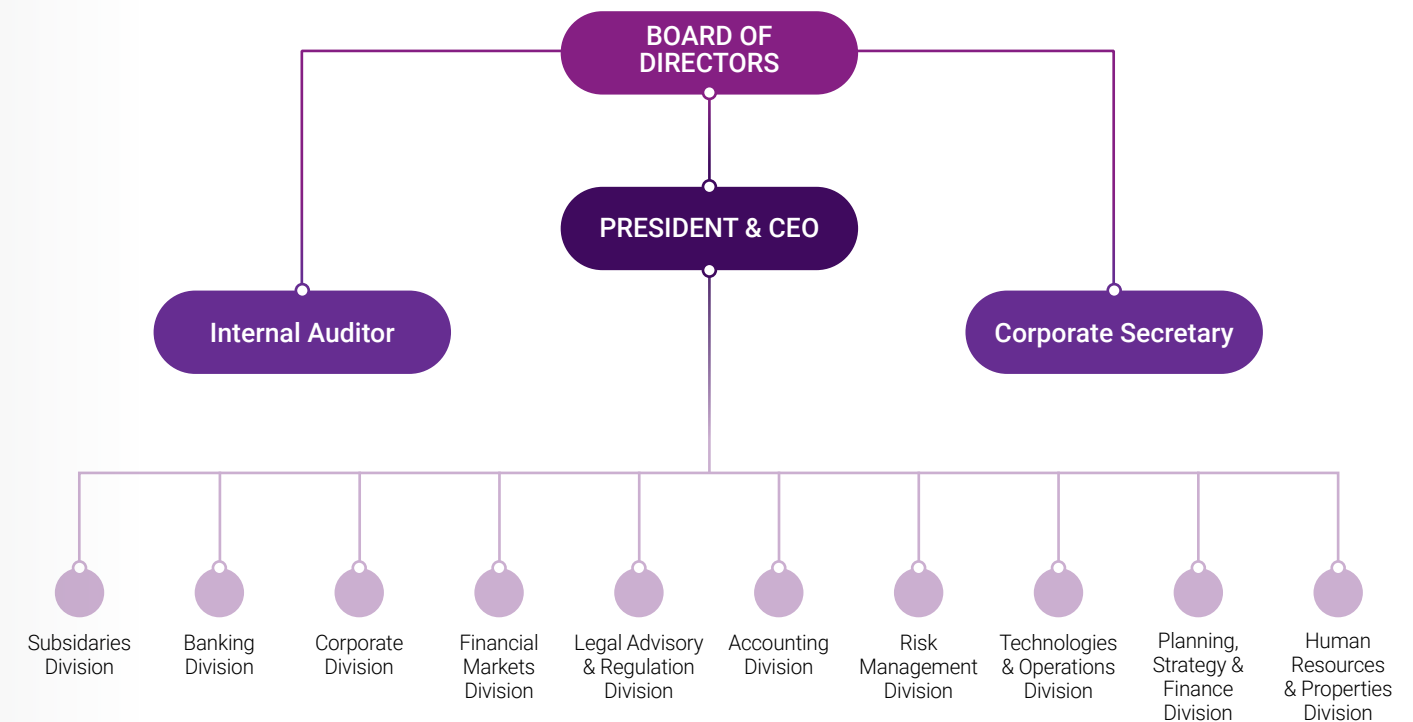 BOARD OF
DIRECTORS
PRESIDENT & CEO
Internal Auditor
Corporate Secretary
Subsidaries
Division
Banking
Division
Corporate
Division
Financial
Markets
Division
Legal Advisory
& Regulation
Division
Accounting
Division
Risk
Management
Division
Technologies
& Operations
Division
Planning,
Strategy &
Finance
Division
Human
Resources
& Properties
Division